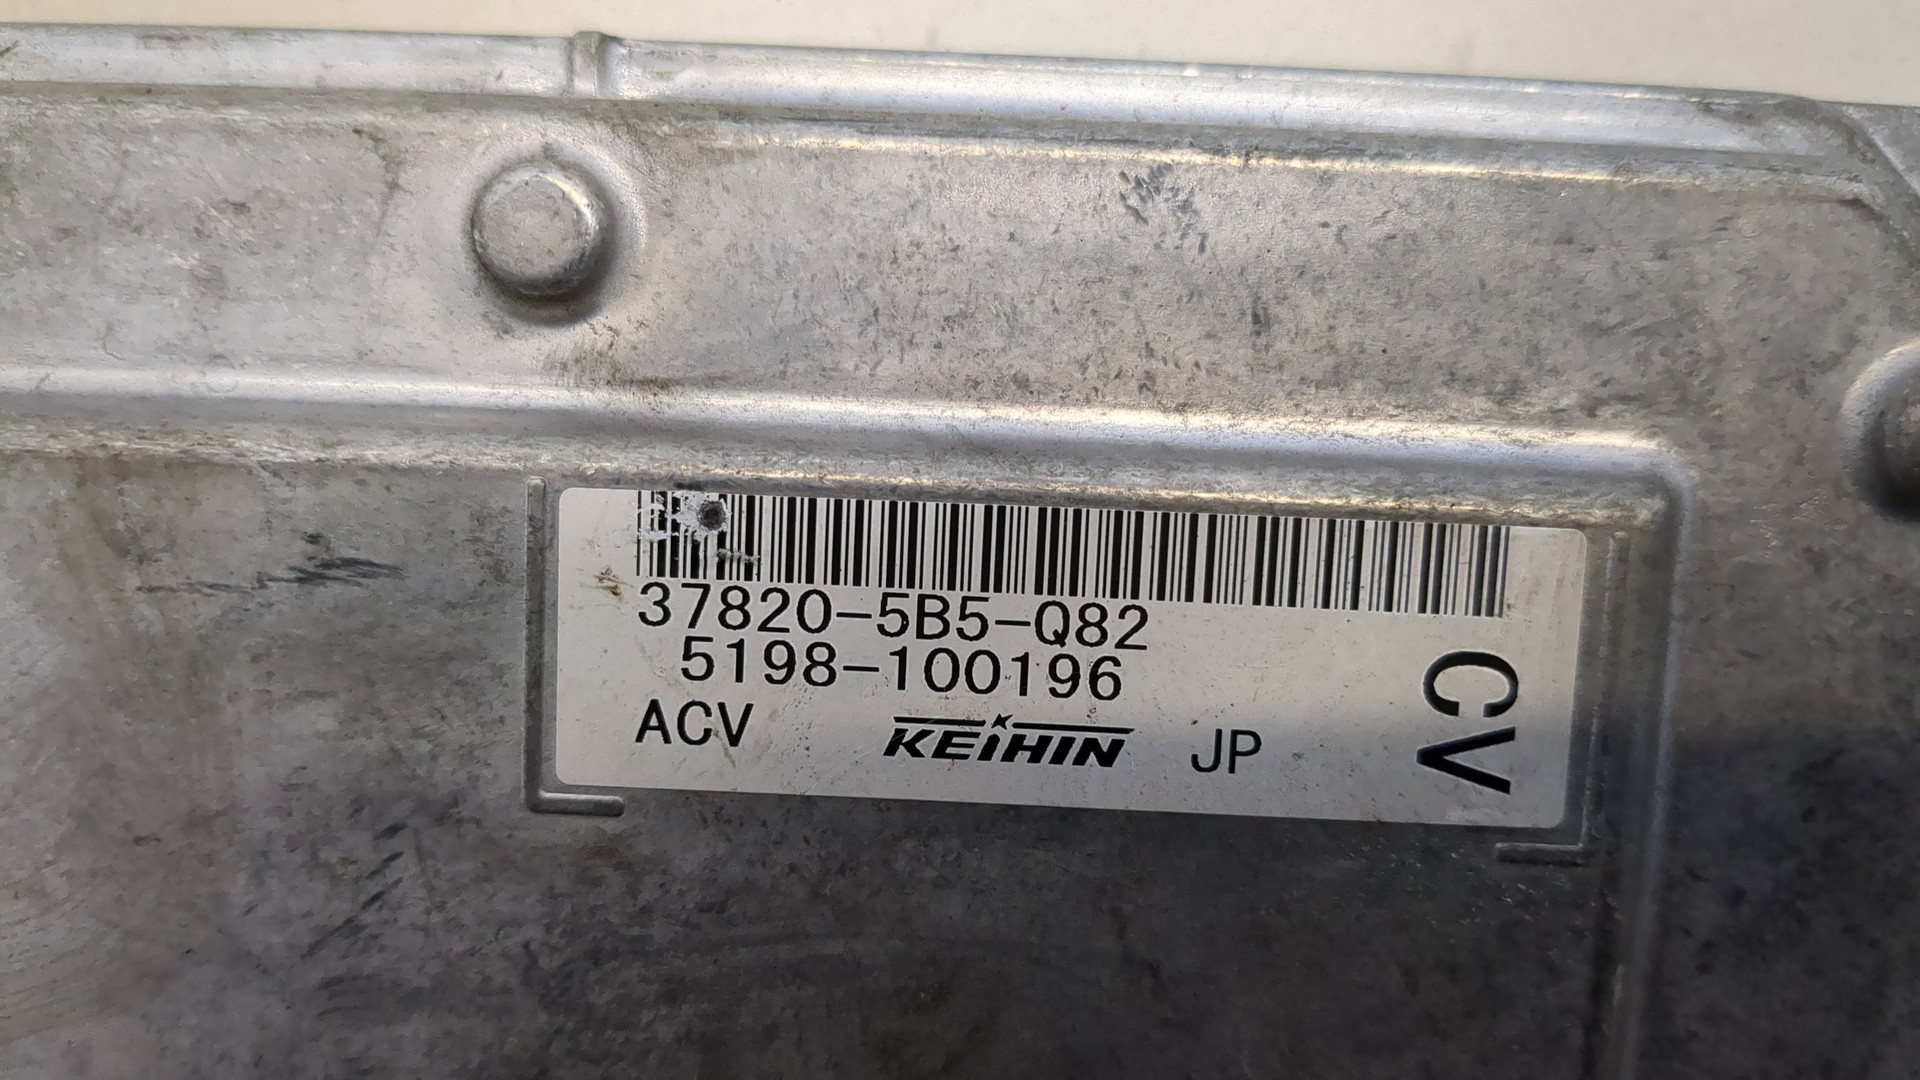 37820-5B5-Q82
5198-100196
ACV KEIHIN JP
CV